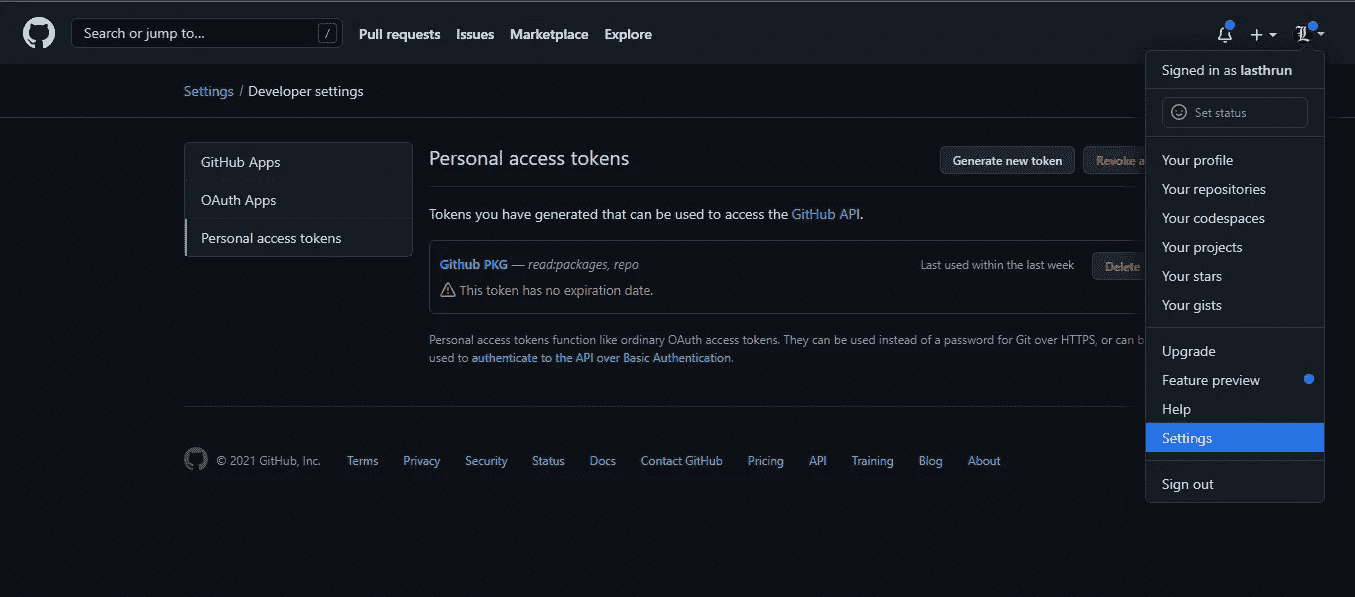 Search or jump to... /
Pull requests
Issues
Marketplace
Explore
L
Signed in as lasthrun
Set status
Your profile
Your repositories
Your codespaces
Your projects
Your stars
Your gists
Upgrade
Feature preview
Help
Settings
Sign out
Settings / Developer settings
GitHub Apps
OAuth Apps
Personal access tokens
Personal access tokens
Generate new token
Revoke a
Tokens you have generated that can be used to access the GitHub API.
Github PKG — read:packages, repo
Last used within the last week
Delete
This token has no expiration date.
Personal access tokens function like ordinary OAuth access tokens. They can be used instead of a password for Git over HTTPS, or can b
used to authenticate to the API over Basic Authentication.
© 2021 GitHub, Inc.
Terms
Privacy
Security
Status
Docs
Contact GitHub
Pricing
API
Training
Blog
About